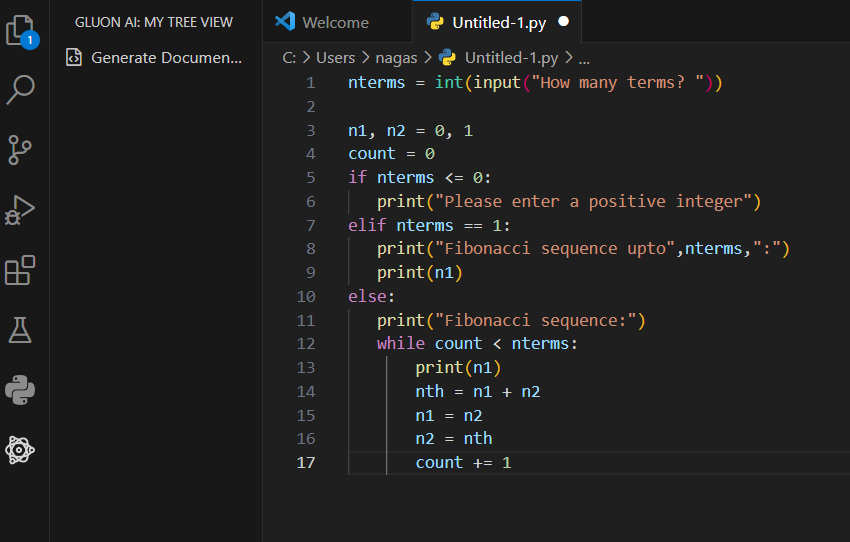 GLUON AI: MY TREE VIEW
Generate Documen...
1
Welcome
Untitled-1.py
C: > Users > nagas > Untitled-1.py > ...
1 nterms = int(input("How many terms? "))
2
3 n1, n2 = 0, 1
4 count = 0
5 if nterms <= 0:
6    print("Please enter a positive integer")
7 elif nterms == 1:
8    print("Fibonacci sequence upto",nterms,":")
9    print(n1)
10 else:
11    print("Fibonacci sequence:")
12    while count < nterms:
13        print(n1)
14        nth = n1 + n2
15        n1 = n2
16        n2 = nth
17        count += 1